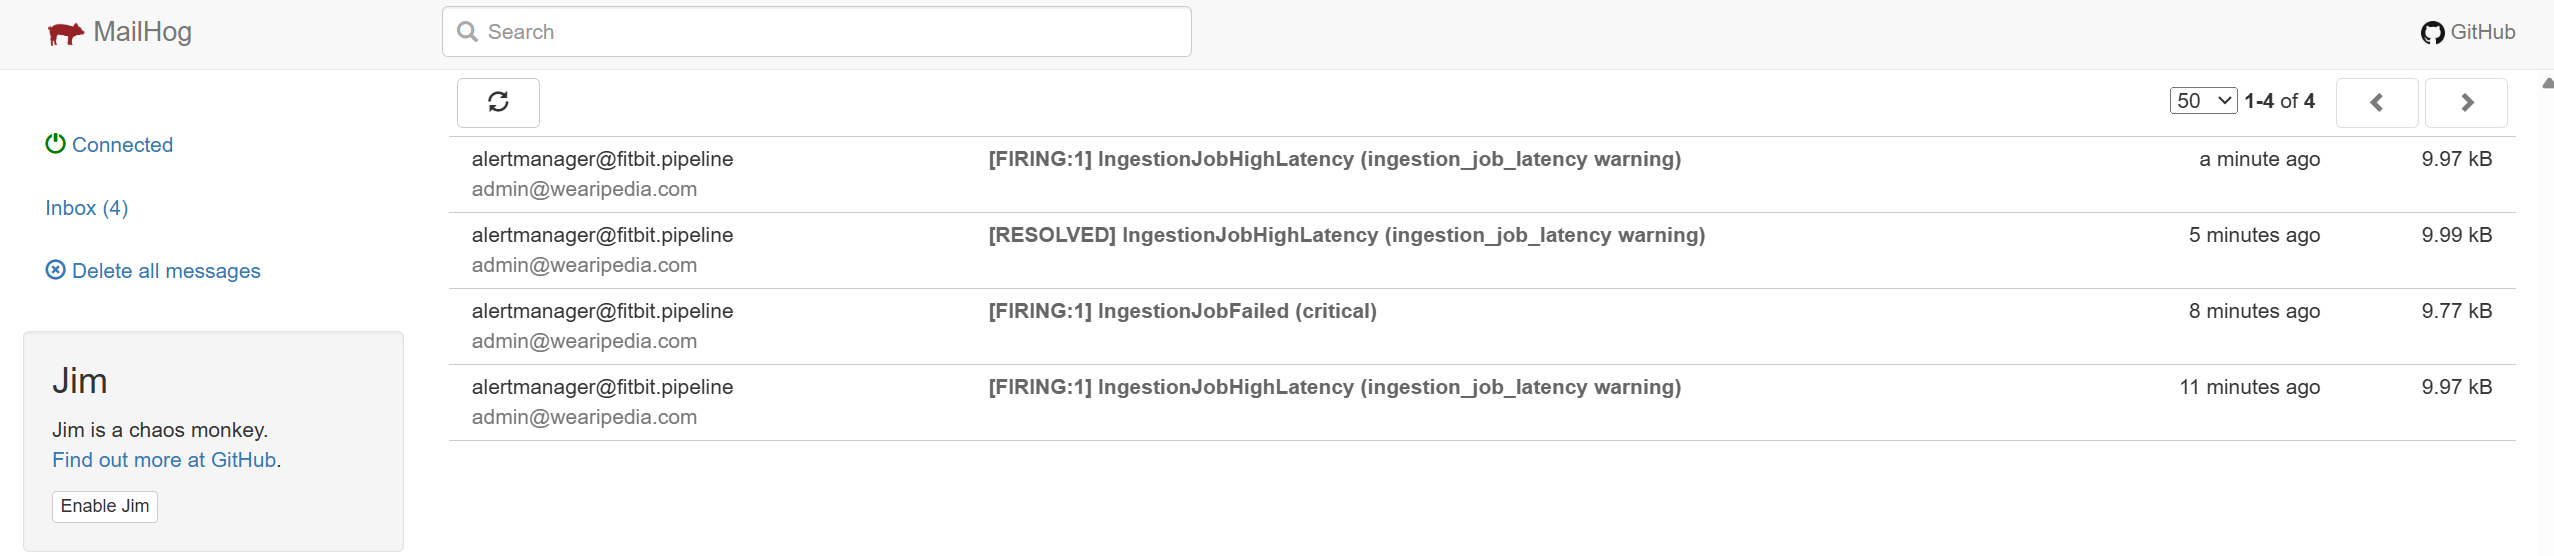 MailHog
Search
GitHub
50 1-4 of 4
Connected
Inbox (4)
Delete all messages
Jim
Jim is a chaos monkey.
Find out more at GitHub.
Enable Jim
alertmanager@fitbit.pipeline [FIRING:1] IngestionJobHighLatency (ingestion_job_latency warning) a minute ago 9.97 kB
admin@wearipedia.com
alertmanager@fitbit.pipeline [RESOLVED] IngestionJobHighLatency (ingestion_job_latency warning) 5 minutes ago 9.99 kB
admin@wearipedia.com
alertmanager@fitbit.pipeline [FIRING:1] IngestionJobFailed (critical) 8 minutes ago 9.77 kB
admin@wearipedia.com
alertmanager@fitbit.pipeline [FIRING:1] IngestionJobHighLatency (ingestion_job_latency warning) 11 minutes ago 9.97 kB
admin@wearipedia.com